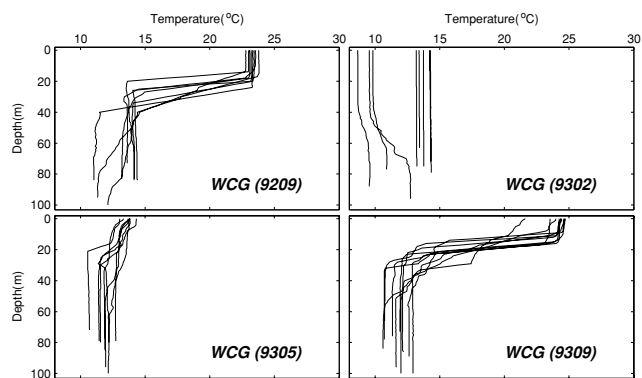 Temperature(°C) Temperature(°C)
10 15 20 25 30 10 15 20 25 30
0
20
40
60
80
100
Depth(m)
WCG (9209)
WCG (9302)
0
20
40
60
80
100
Depth(m)
WCG (9305)
WCG (9309)